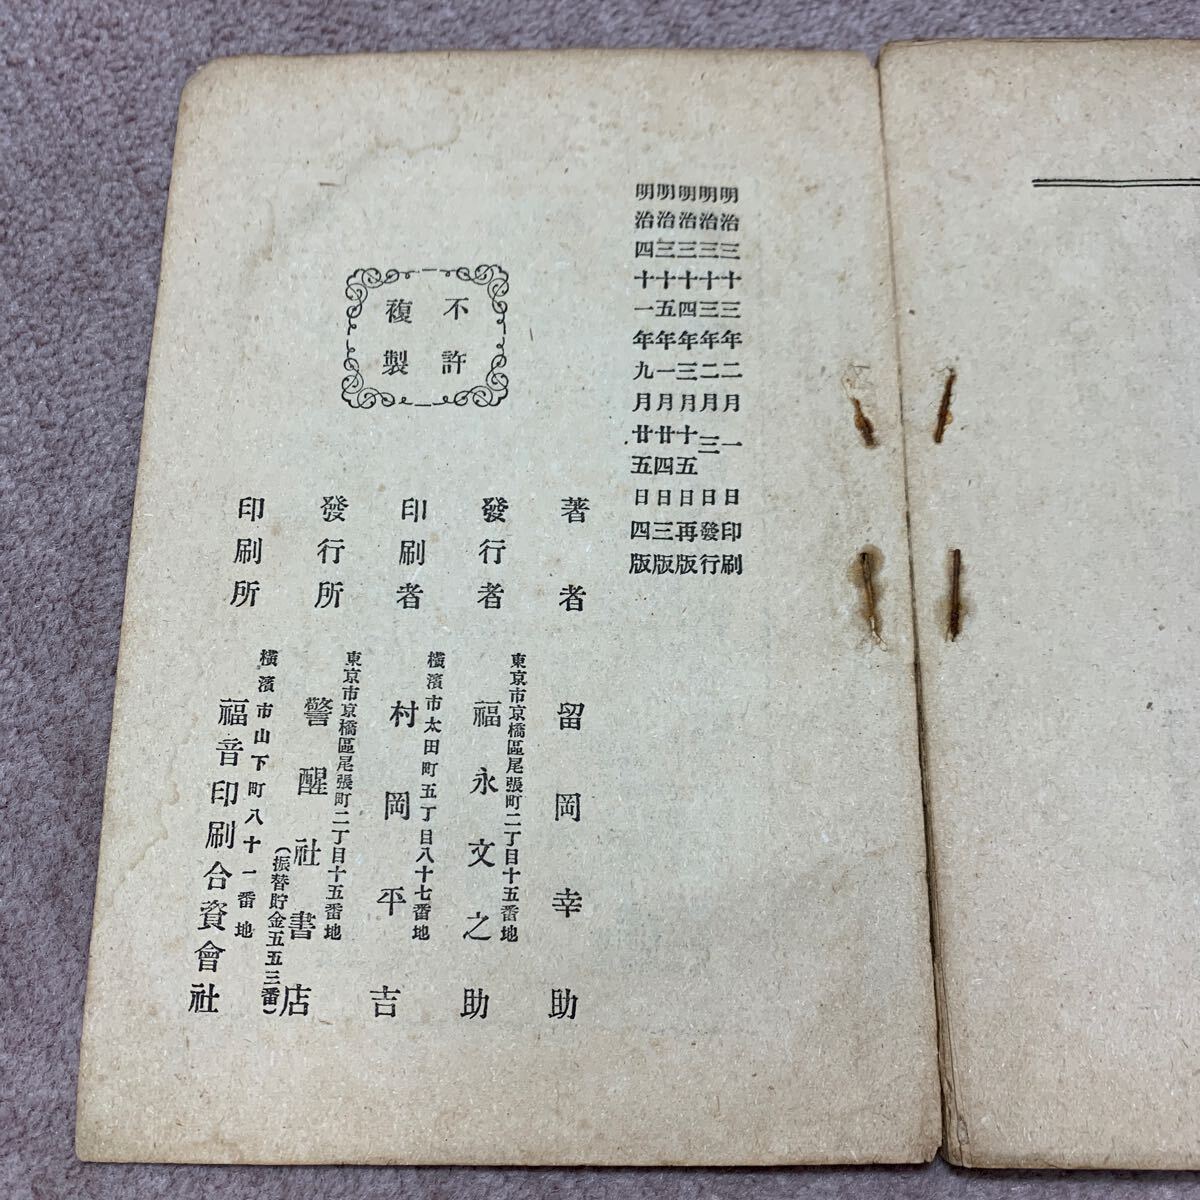 明治三十三年二月一日印刷
明治三十三年二月三日發行
明治三十四年三月十五日再版
明治三十五年一月廿四日三版
明治四十一年九月廿五日四版
不許
複製
著者 留岡幸助
東京市京橋區尾張町二丁目十五番地
發行者 福永文之助
横濱市太田町五丁目八十七番地
印刷者 村岡平吉
東京市京橋區尾張町二丁目十五番地
發行所 警醒社書店
(振替貯金五五三番)
横濱市山下町八十一番地
印刷所 福音印刷合資會社